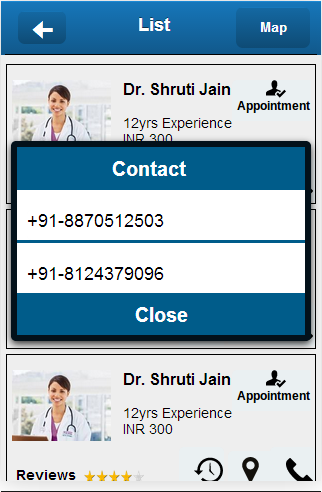 List
Map
Dr. Shruti Jain
Appointment
12yrs Experience
INR 300
Contact
+91-8870512503
+91-8124379096
Close
Dr. Shruti Jain
Appointment
12yrs Experience
INR 300
Reviews